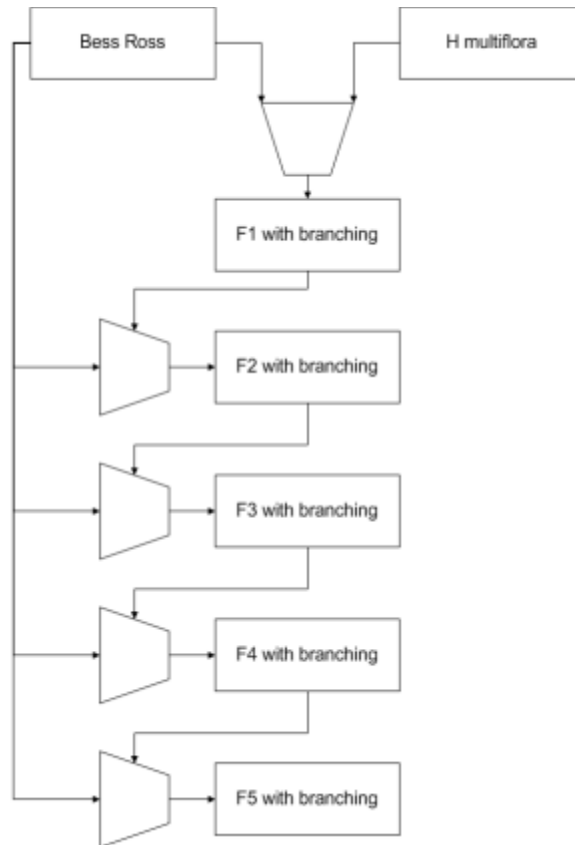 Bess Ross
H multiflora
F1 with branching
F2 with branching
F3 with branching
F4 with branching
F5 with branching